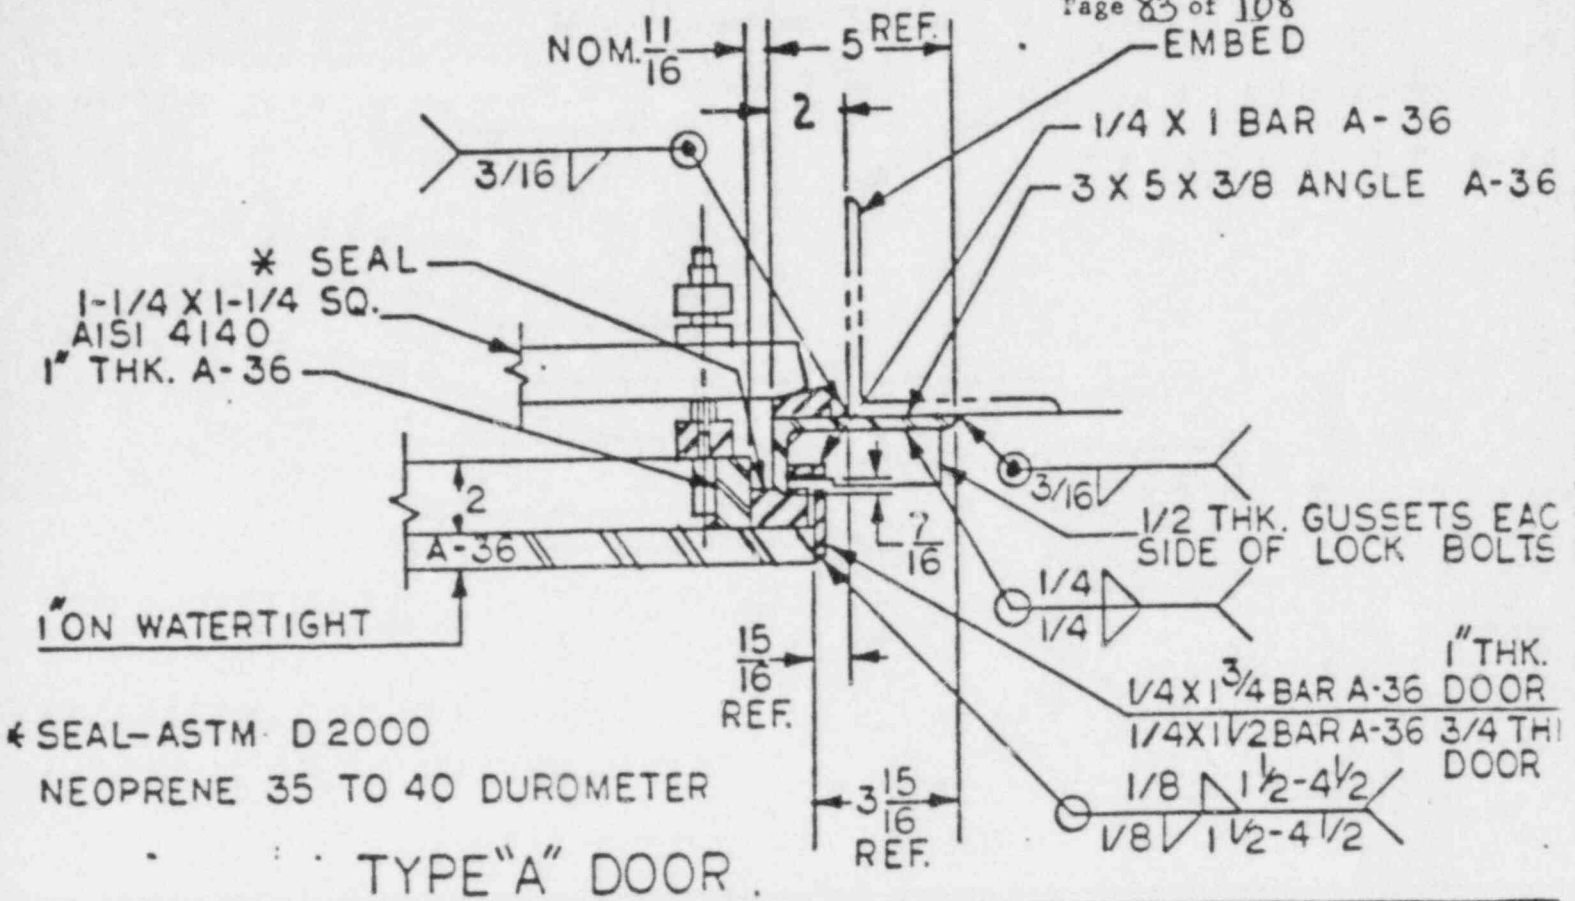 Page 83 of 108
NOM. 11/16
5 REF.
EMBED
2
1/4 X 1 BAR A-36
3/16
3 X 5 X 3/8 ANGLE A-36
* SEAL
1-1/4 X 1-1/4 SQ.
AISI 4140
1" THK. A-36
2
3/16
A-36
1/2 THK. GUSSETS EAC
SIDE OF LOCK BOLTS
/16
1/4
1/4
1" ON WATERTIGHT
15/16
REF.
1" THK.
1/4 X 1 3/4 BAR A-36 DOOR
1/4 X 1 1/2 BAR A-36 3/4 TH
DOOR
* SEAL-ASTM D 2000
NEOPRENE 35 TO 40 DUROMETER
3 15/16
REF.
1/8 1 1/2-4 1/2
1/8 1 1/2-4 1/2
TYPE "A" DOOR